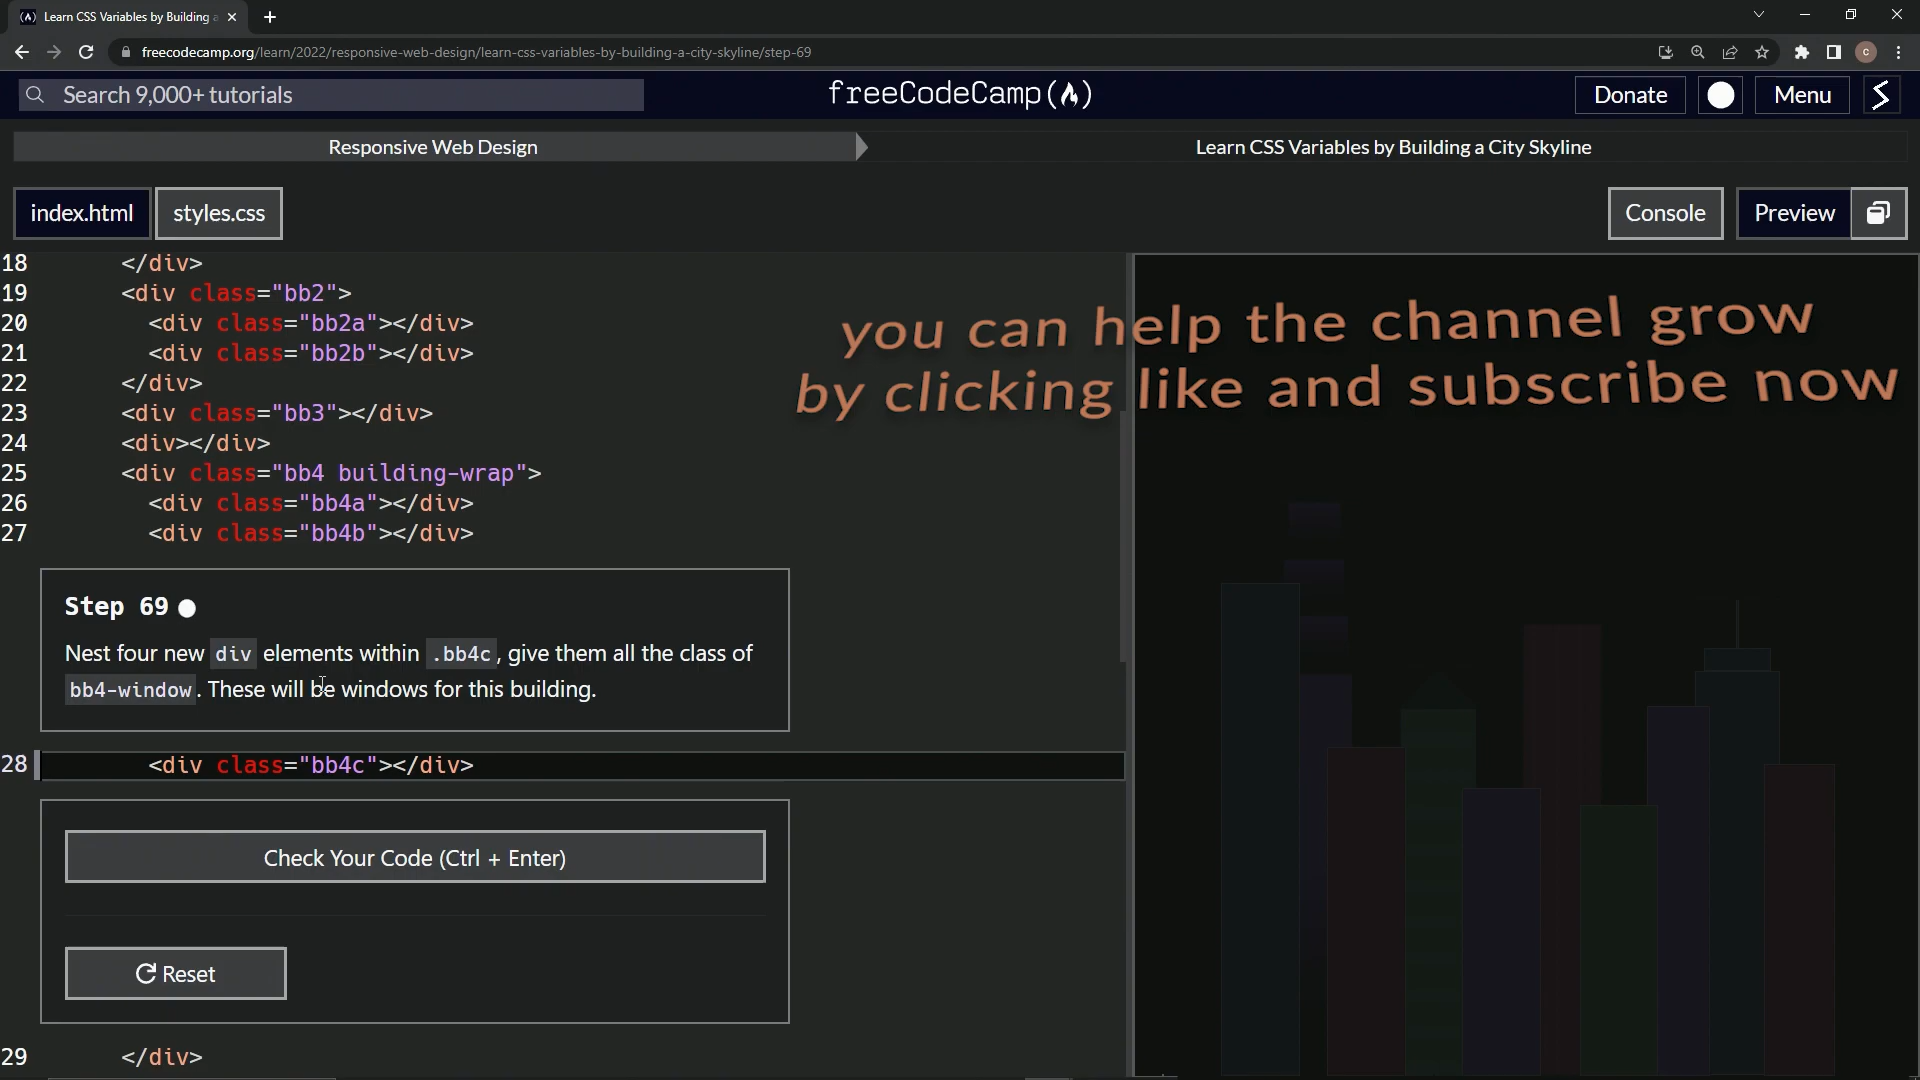 Learn CSS Variables by Building a
freecodecamp.org/learn/2022/responsive-web-design/learn-css-variables-by-building-a-city-skyline/step-69
C
Search 9,000+ tutorials
freeCodeCamp
Donate
Menu
Responsive Web Design
Learn CSS Variables by Building a City Skyline
index.html
styles.css
Console
Preview
you can help the channel grow
by clicking like and subscribe now
18 </div>
19 <div class="bb2">
20 <div class="bb2a"></div>
21 <div class="bb2b"></div>
22 </div>
23 <div class="bb3"></div>
24 <div></div>
25 <div class="bb4 building-wrap">
26 <div class="bb4a"></div>
27 <div class="bb4b"></div>
Step 69
Nest four new div elements within .bb4c, give them all the class of
bb4-window. These will be windows for this building.
28 <div class="bb4c"></div>
Check Your Code (Ctrl + Enter)
Reset
29 </div>